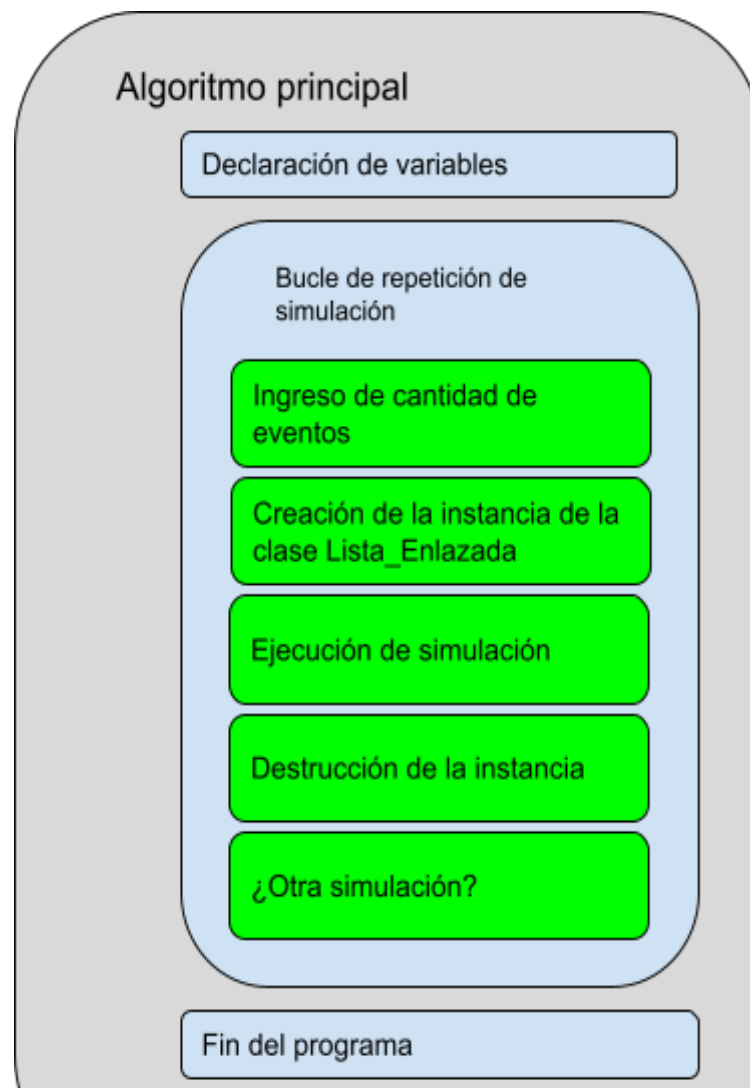 Algoritmo principal
Declaración de variables
Bucle de repetición de
simulación
Ingreso de cantidad de
eventos
Creación de la instancia de la
clase Lista_Enlazada
Ejecución de simulación
Destrucción de la instancia
¿Otra simulación?
Fin del programa